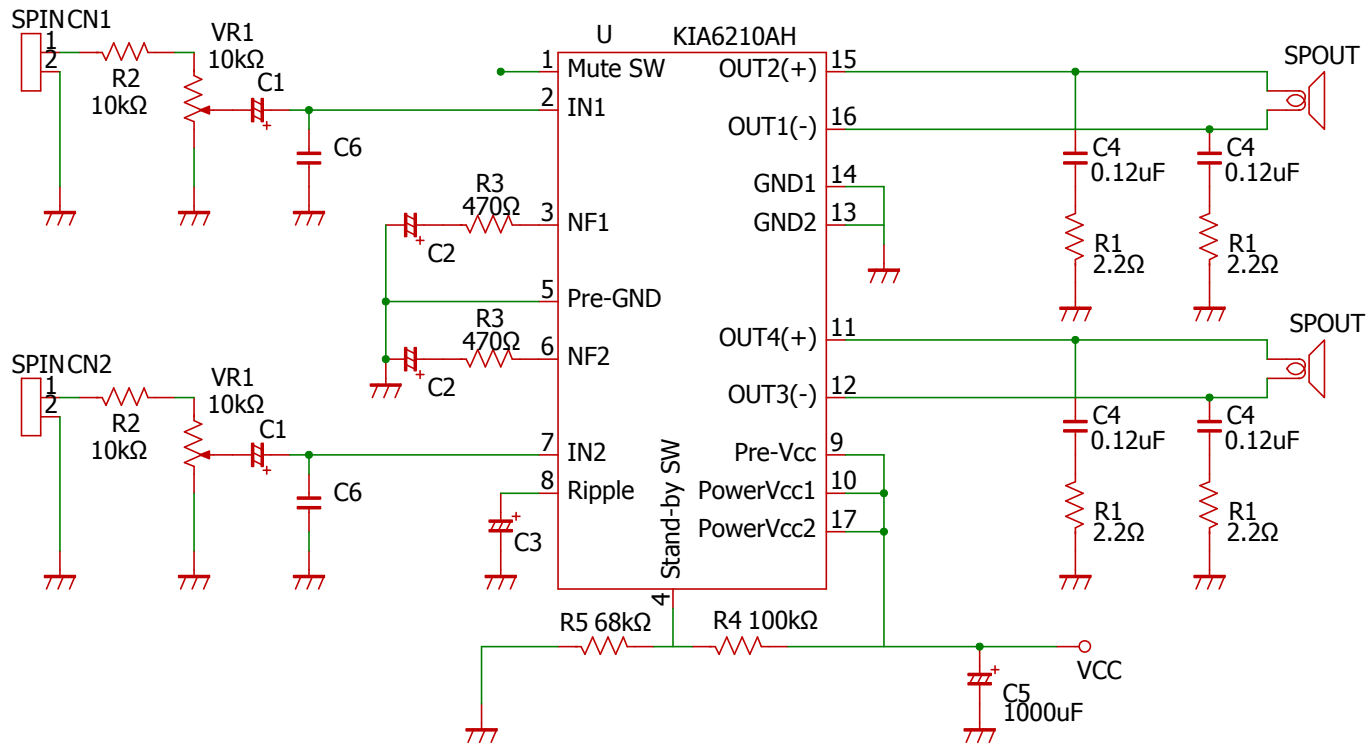 SPIN CN1
1
2
R2
10kΩ
VR1
10kΩ
C1
+
C6
U
KIA6210AH
1
Mute SW
2
IN1
R3
470Ω
3
NF1
C2
+
5
Pre-GND
R3
470Ω
6
NF2
C2
+
SPIN CN2
1
2
R2
10kΩ
VR1
10kΩ
C1
+
C6
7
IN2
8
Ripple
+
C3
Stand-by SW
4
OUT2(+)
15
OUT1(-)
16
GND1
14
GND2
13
OUT4(+)
11
OUT3(-)
12
Pre-Vcc
9
PowerVcc1
10
PowerVcc2
17
SPOUT
C4
0.12uF
C4
0.12uF
R1
2.2Ω
R1
2.2Ω
SPOUT
C4
0.12uF
C4
0.12uF
R1
2.2Ω
R1
2.2Ω
R5 68kΩ
R4 100kΩ
VCC
+
C5
1000uF